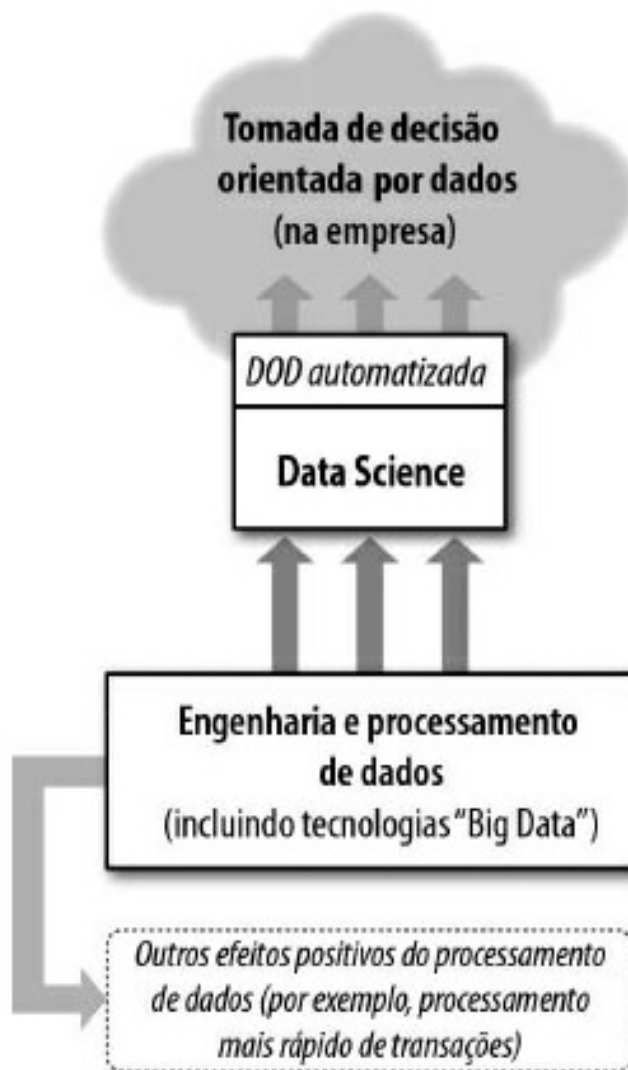 Tomada de decisão
orientada por dados
(na empresa)
DOD automatizada
Data Science
Engenharia e processamento
de dados
(incluindo tecnologias “Big Data”)
Outros efeitos positivos do processamento
de dados (por exemplo, processamento
mais rápido de transações)